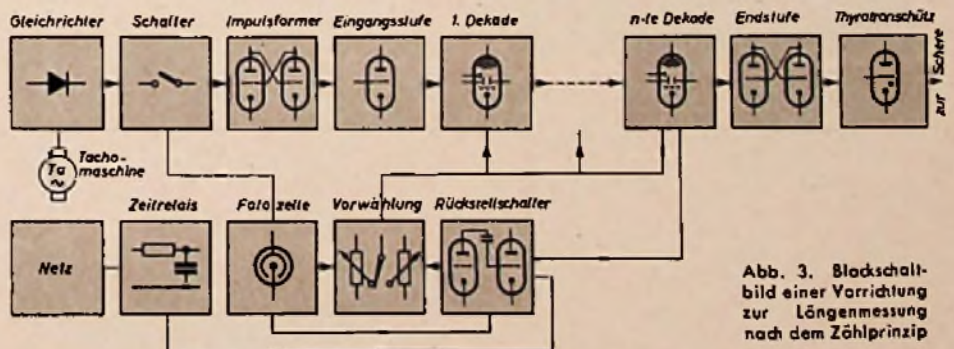 Gleichrichter
Schalter
Impulsformer
Eingangsstufe
1. Dekade
n-te Dekade
Endstufe
Thyratronschütz
zur Schere
Ta
Tacho-
maschine
Zeitrelais
Fotozelle
Vorwählung
Rückstellschalter
Netz
Abb. 3. Blockschalt-
bild einer Vorrichtung
zur Längenmessung
nach dem Zählprinzip